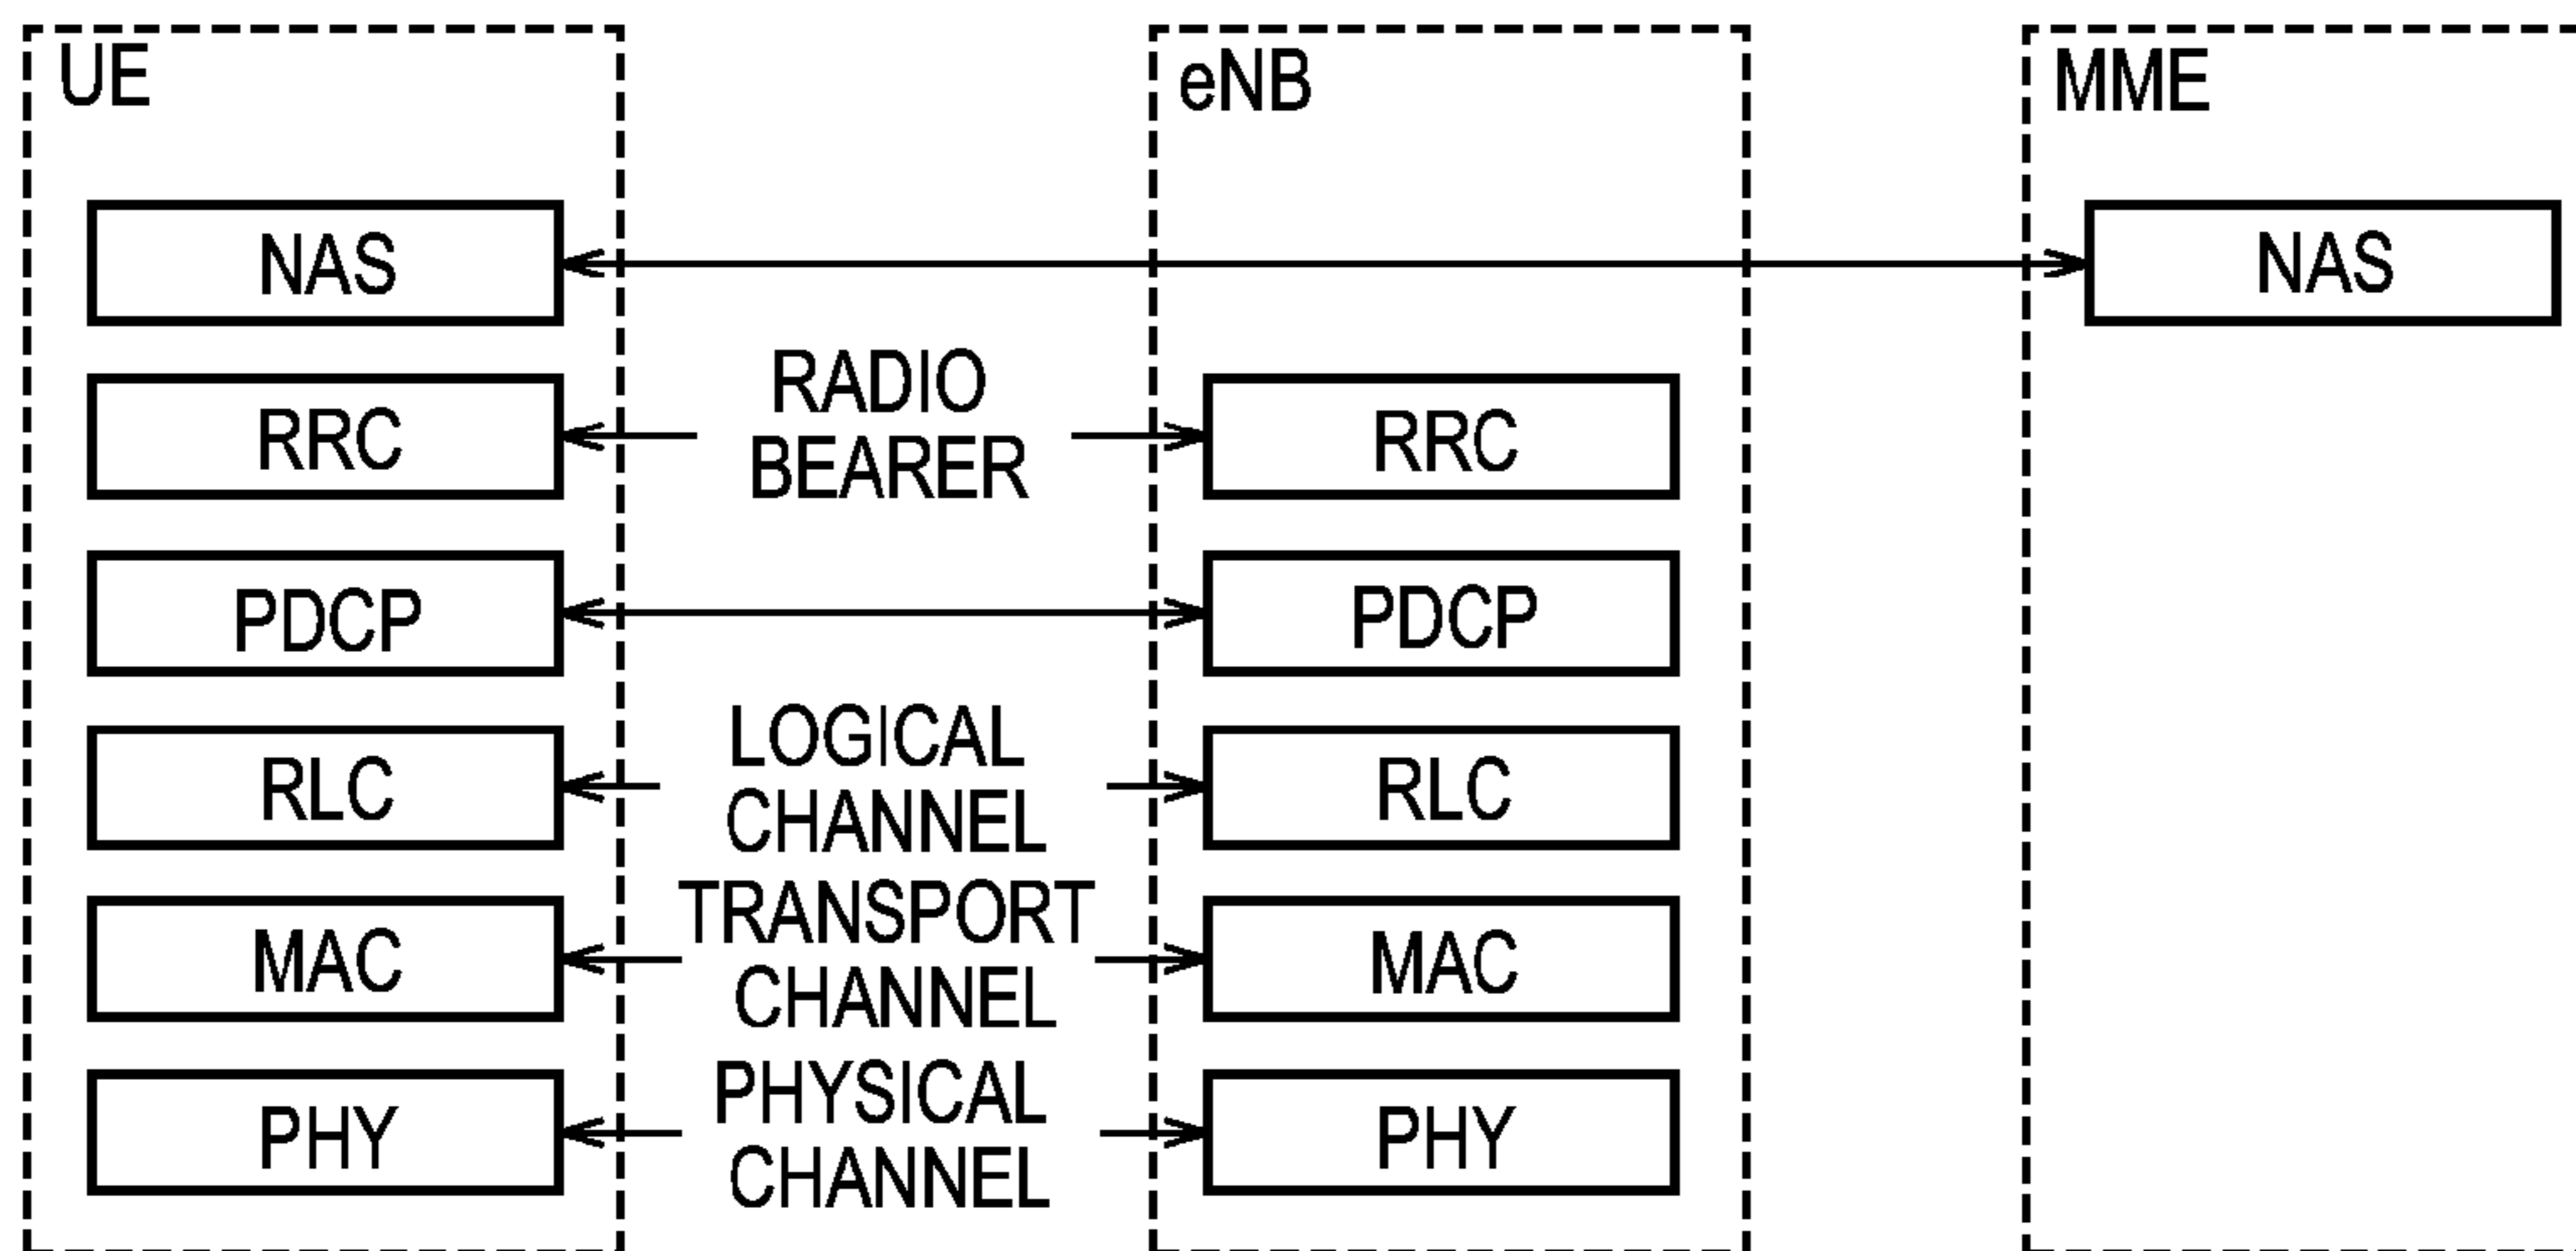 UE
eNB
MME
NAS
NAS
RADIO
BEARER
RRC
RRC
PDCP
PDCP
LOGICAL
CHANNEL
RLC
RLC
TRANSPORT
CHANNEL
MAC
MAC
PHYSICAL
CHANNEL
PHY
PHY